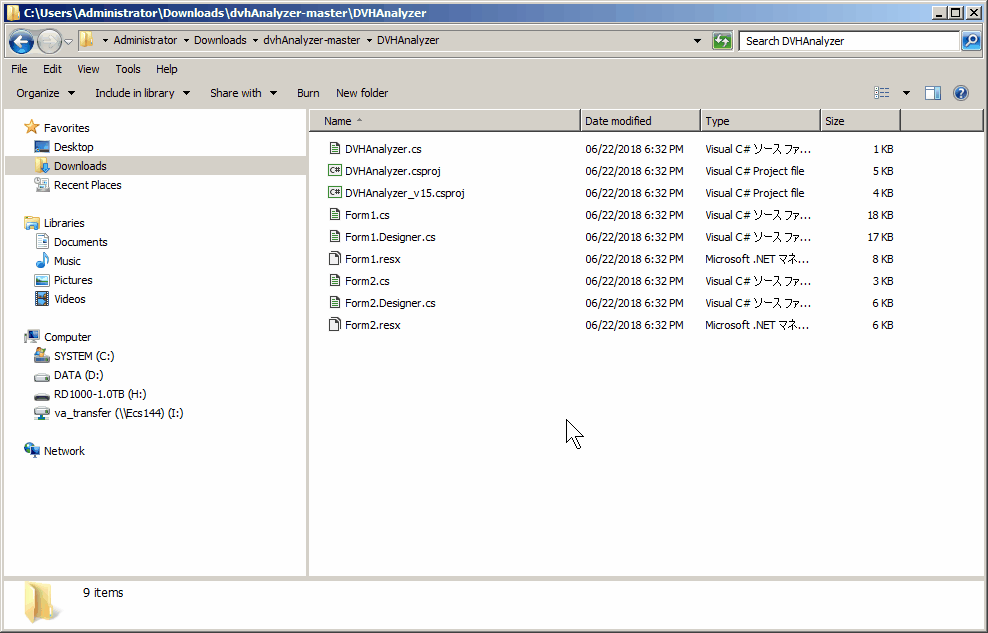 C:\Users\Administrator\Downloads\dvhAnalyzer-master\DVHAnalyzer
Administrator Downloads dvhAnalyzer-master DVHAnalyzer Search DVHAnalyzer
File Edit View Tools Help
Organize Include in library Share with Burn New folder
Favorites
Desktop
Downloads
Recent Places
Libraries
Documents
Music
Pictures
Videos
Computer
SYSTEM (C:)
DATA (D:)
RD1000-1.0TB (H:)
va_transfer (\\Ecs144) (I:)
Network
Name Date modified Type Size
DVHAnalyzer.cs 06/22/2018 6:32 PM Visual C# ソース ファ... 1 KB
DVHAnalyzer.csproj 06/22/2018 6:32 PM Visual C# Project file 5 KB
DVHAnalyzer_v15.csproj 06/22/2018 6:32 PM Visual C# Project file 4 KB
Form1.cs 06/22/2018 6:32 PM Visual C# ソース ファ... 18 KB
Form1.Designer.cs 06/22/2018 6:32 PM Visual C# ソース ファ... 17 KB
Form1.resx 06/22/2018 6:32 PM Microsoft .NET マネ... 8 KB
Form2.cs 06/22/2018 6:32 PM Visual C# ソース ファ... 3 KB
Form2.Designer.cs 06/22/2018 6:32 PM Visual C# ソース ファ... 6 KB
Form2.resx 06/22/2018 6:32 PM Microsoft .NET マネ... 6 KB
9 items